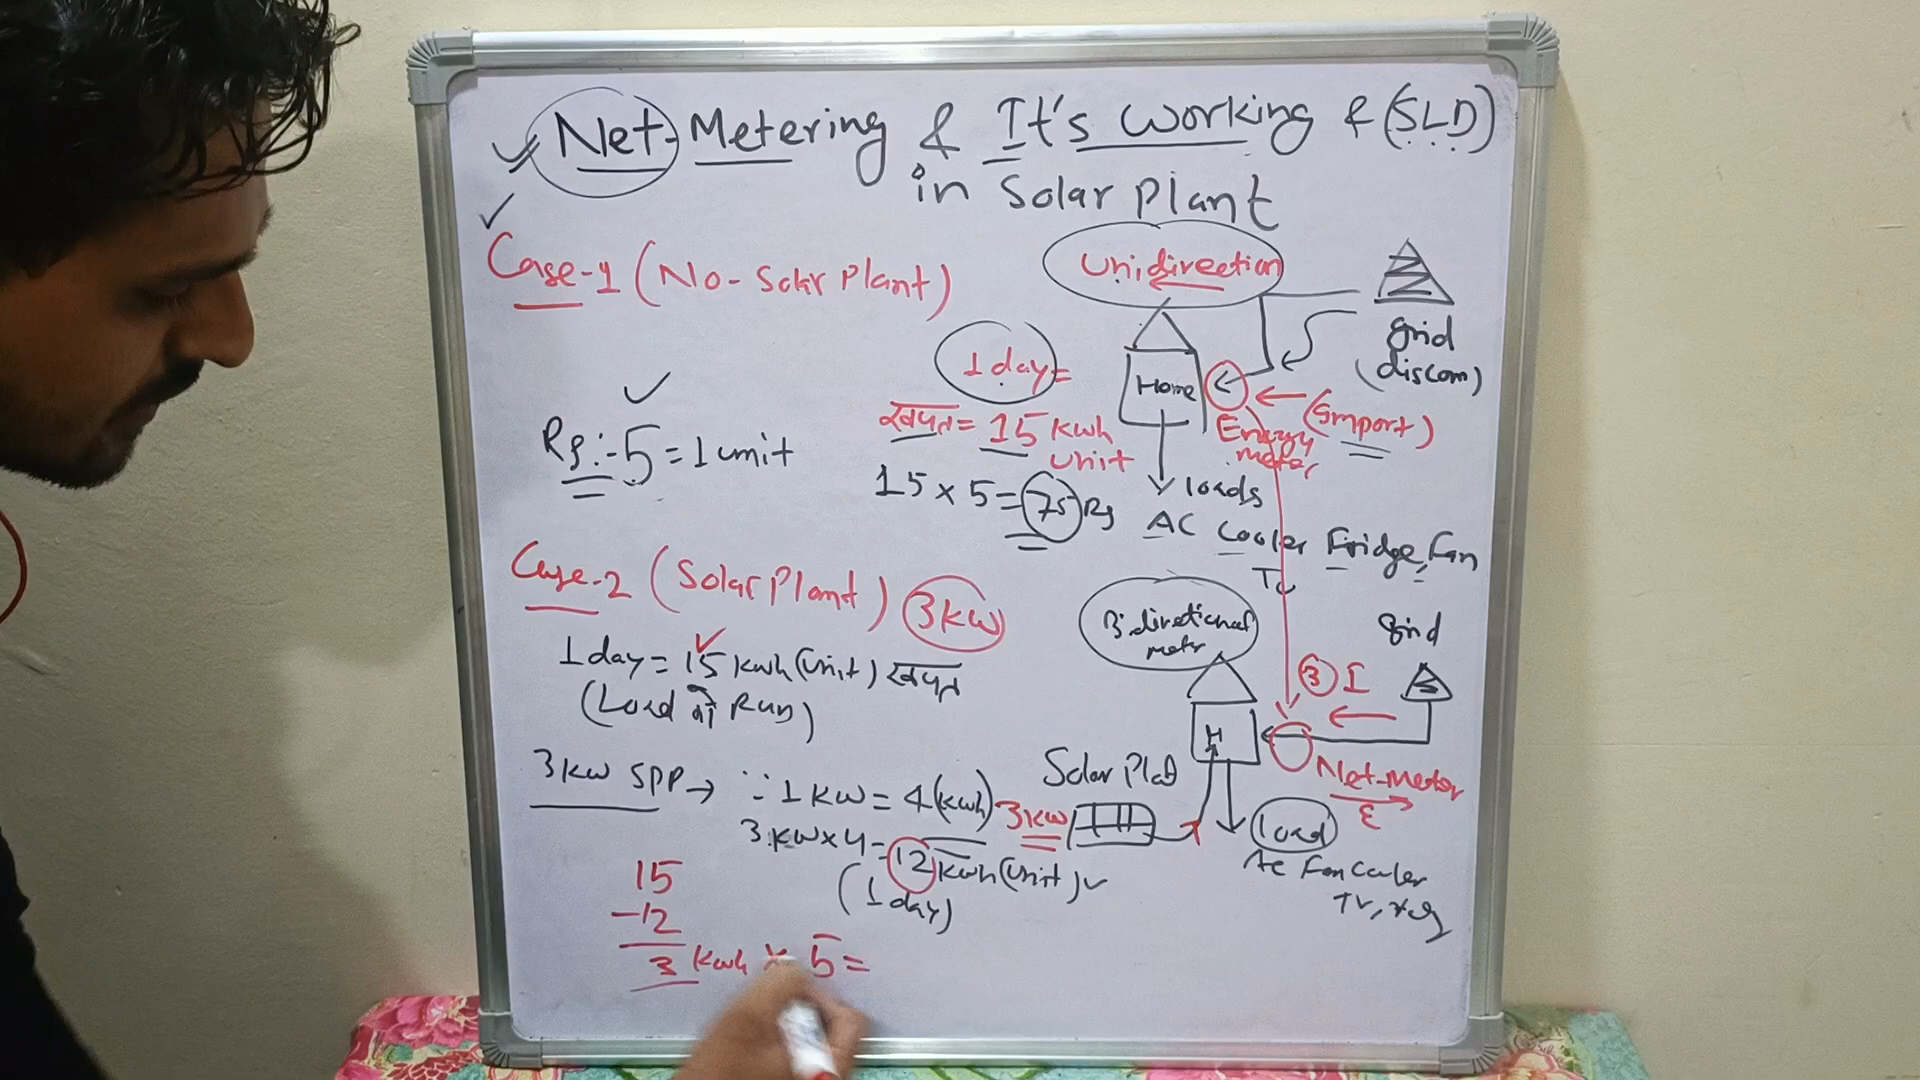 Net-Metering & It's Working & (SLD)
in Solar Plant
Case-1 (No-Solar Plant)
Unidirection
grid
(discom)
1 day =
Home
(Import)
Energy
meter
खपत = 15 kwh
unit
Rs :- 5 = 1 unit
15 x 5 = 75 Rs
loads
AC Cooler Fridge, Fan
Tv
Case-2 (Solar Plant) 3kw
Bidirectional
meter
grid
1 day = 15 kwh (unit) खपत
(Load Run)
3 I
H
Net-meter
E
Solar Plat
3kw
load
Ac Fan Cooler
3kw SPP → ∵ 1 kw = 4 (kwh)
3 kw x 4 = 12 kwh (unit)
(1 day)
15
-12
3 kwh x 5 =